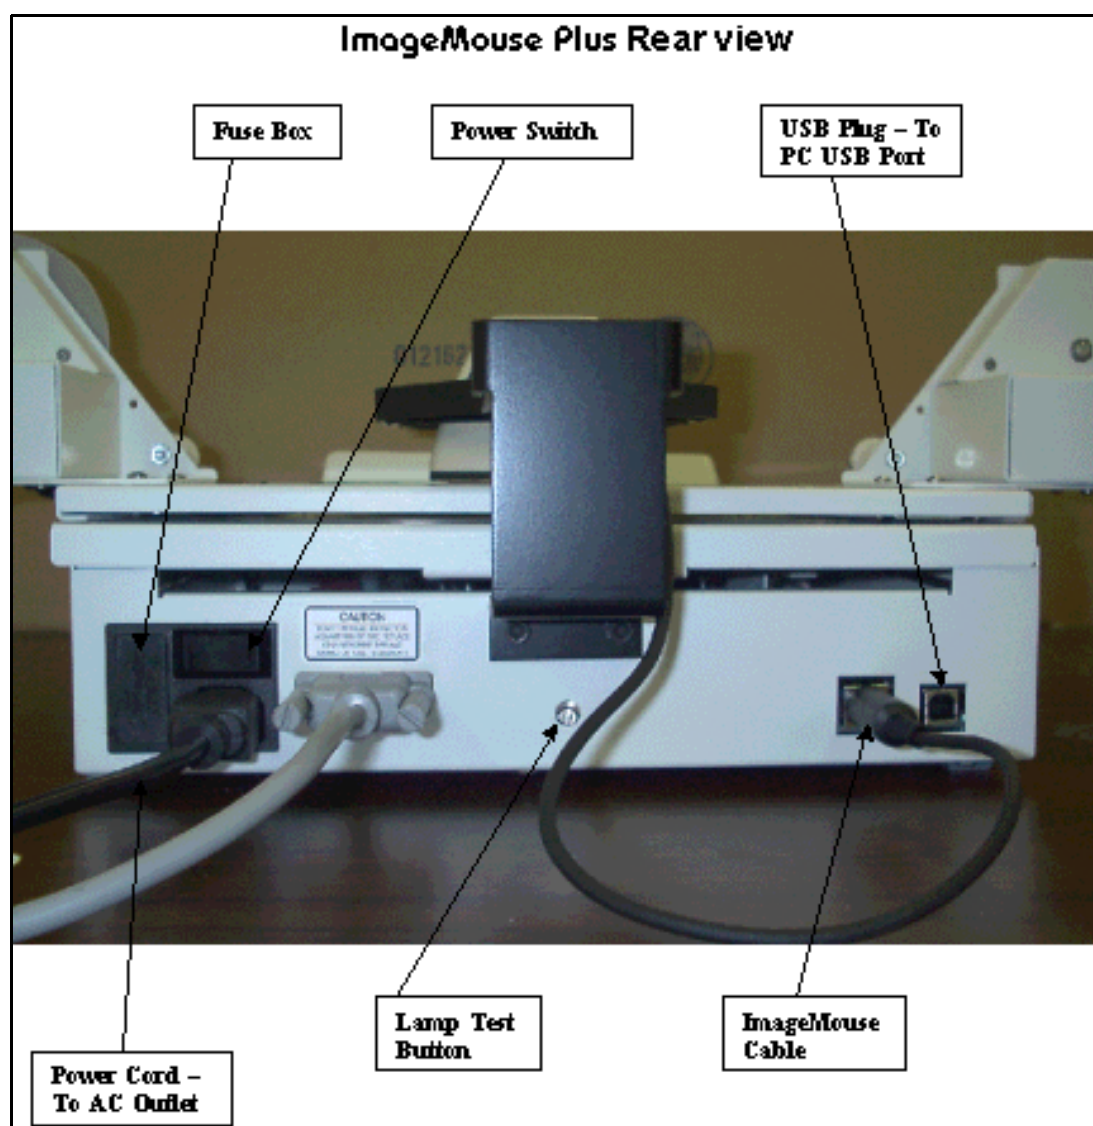 ImageMouse Plus Rear view
Fuse Box
Power Switch
USB Plug – To
PC USB Port
CAUTION
Lamp Test
Button
ImageMouse
Cable
Power Cord –
To AC Outlet